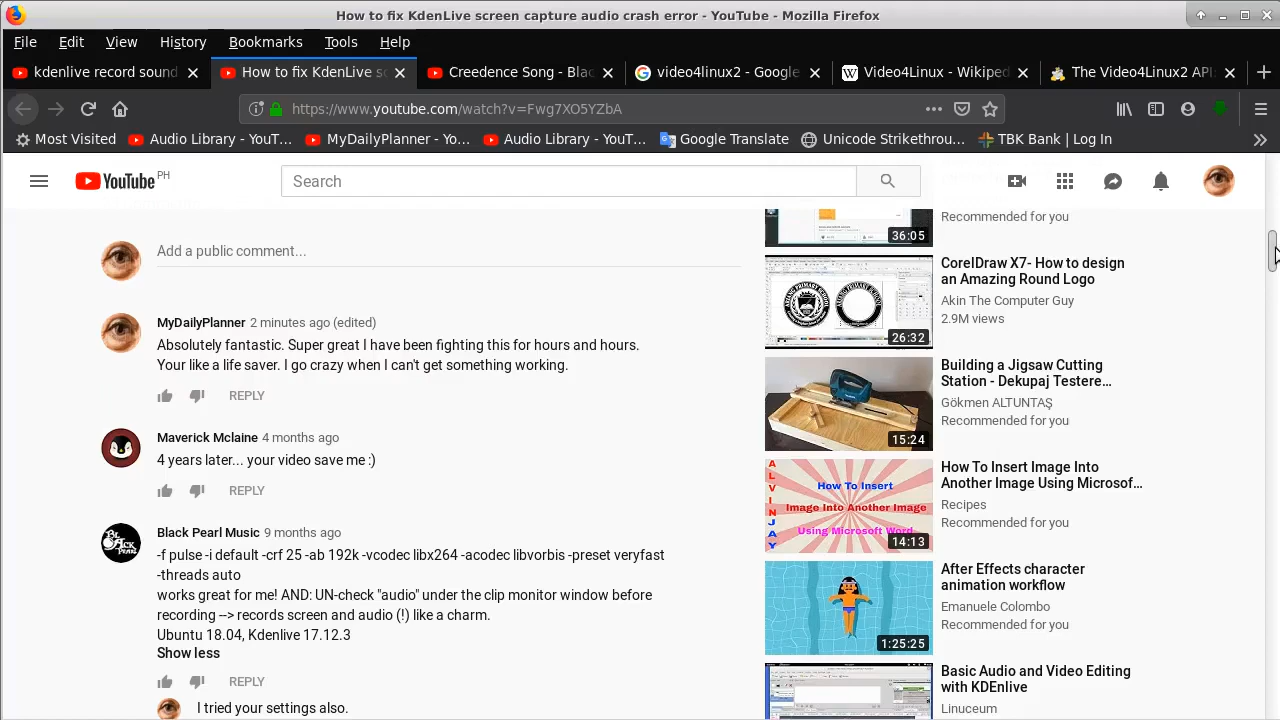 How to fix KdenLive screen capture audio crash error - YouTube - Mozilla Firefox
File Edit View History Bookmarks Tools Help
kdenlive record sound
How to fix KdenLive sc
Creedence Song - Blac
video4linux2 - Google
Video4Linux - Wikiped
The Video4Linux2 API:
https://www.youtube.com/watch?v=Fwg7XO5YZbA
Most Visited
Audio Library - YouT…
MyDailyPlanner - Yo…
Audio Library - YouT…
Google Translate
Unicode Strikethrou…
TBK Bank | Log In
YouTube PH
Search
Add a public comment...
MyDailyPlanner 2 minutes ago (edited)
Absolutely fantastic. Super great I have been fighting this for hours and hours.
Your like a life saver. I go crazy when I can't get something working.
REPLY
Maverick Mclaine 4 months ago
4 years later... your video save me :)
REPLY
BL ACK PEARL
Black Pearl Music 9 months ago
-f pulse -i default -crf 25 -ab 192k -vcodec libx264 -acodec libvorbis -preset veryfast
-threads auto
works great for me! AND: UN-check "audio" under the clip monitor window before
recording --> records screen and audio (!) like a charm.
Ubuntu 18.04, Kdenlive 17.12.3
Show less
REPLY
I tried your settings also.
36:05
Recommended for you
26:32
CorelDraw X7- How to design
an Amazing Round Logo
Akin The Computer Guy
2.9M views
15:24
Building a Jigsaw Cutting
Station - Dekupaj Testere…
Gökmen ALTUNTAŞ
Recommended for you
ALVINJAY
How To Insert
Image Into Another Image
Using Microsoft Word
14:13
How To Insert Image Into
Another Image Using Microsof…
Recipes
Recommended for you
1:25:25
After Effects character
animation workflow
Emanuele Colombo
Recommended for you
Basic Audio and Video Editing
with KDEnlive
Linuceum